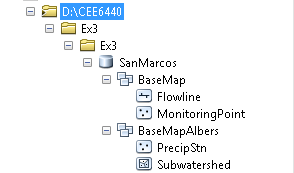 D:\CEE6440
Ex3
Ex3
SanMarcos
BaseMap
Flowline
MonitoringPoint
BaseMapAlbers
PrecipStn
Subwatershed